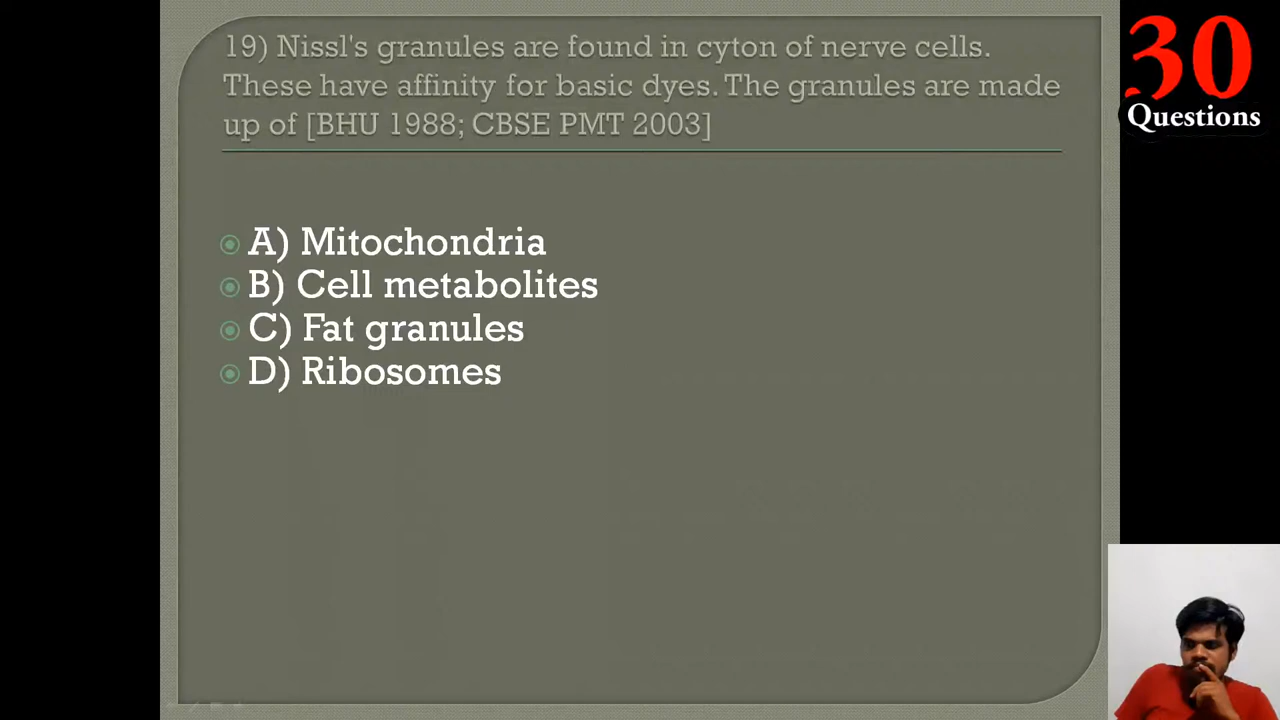 19) Nissl's granules are found in cyton of nerve cells.
These have affinity for basic dyes. The granules are made
up of [BHU 1988; CBSE PMT 2003]
A) Mitochondria
B) Cell metabolites
C) Fat granules
D) Ribosomes
30
Questions